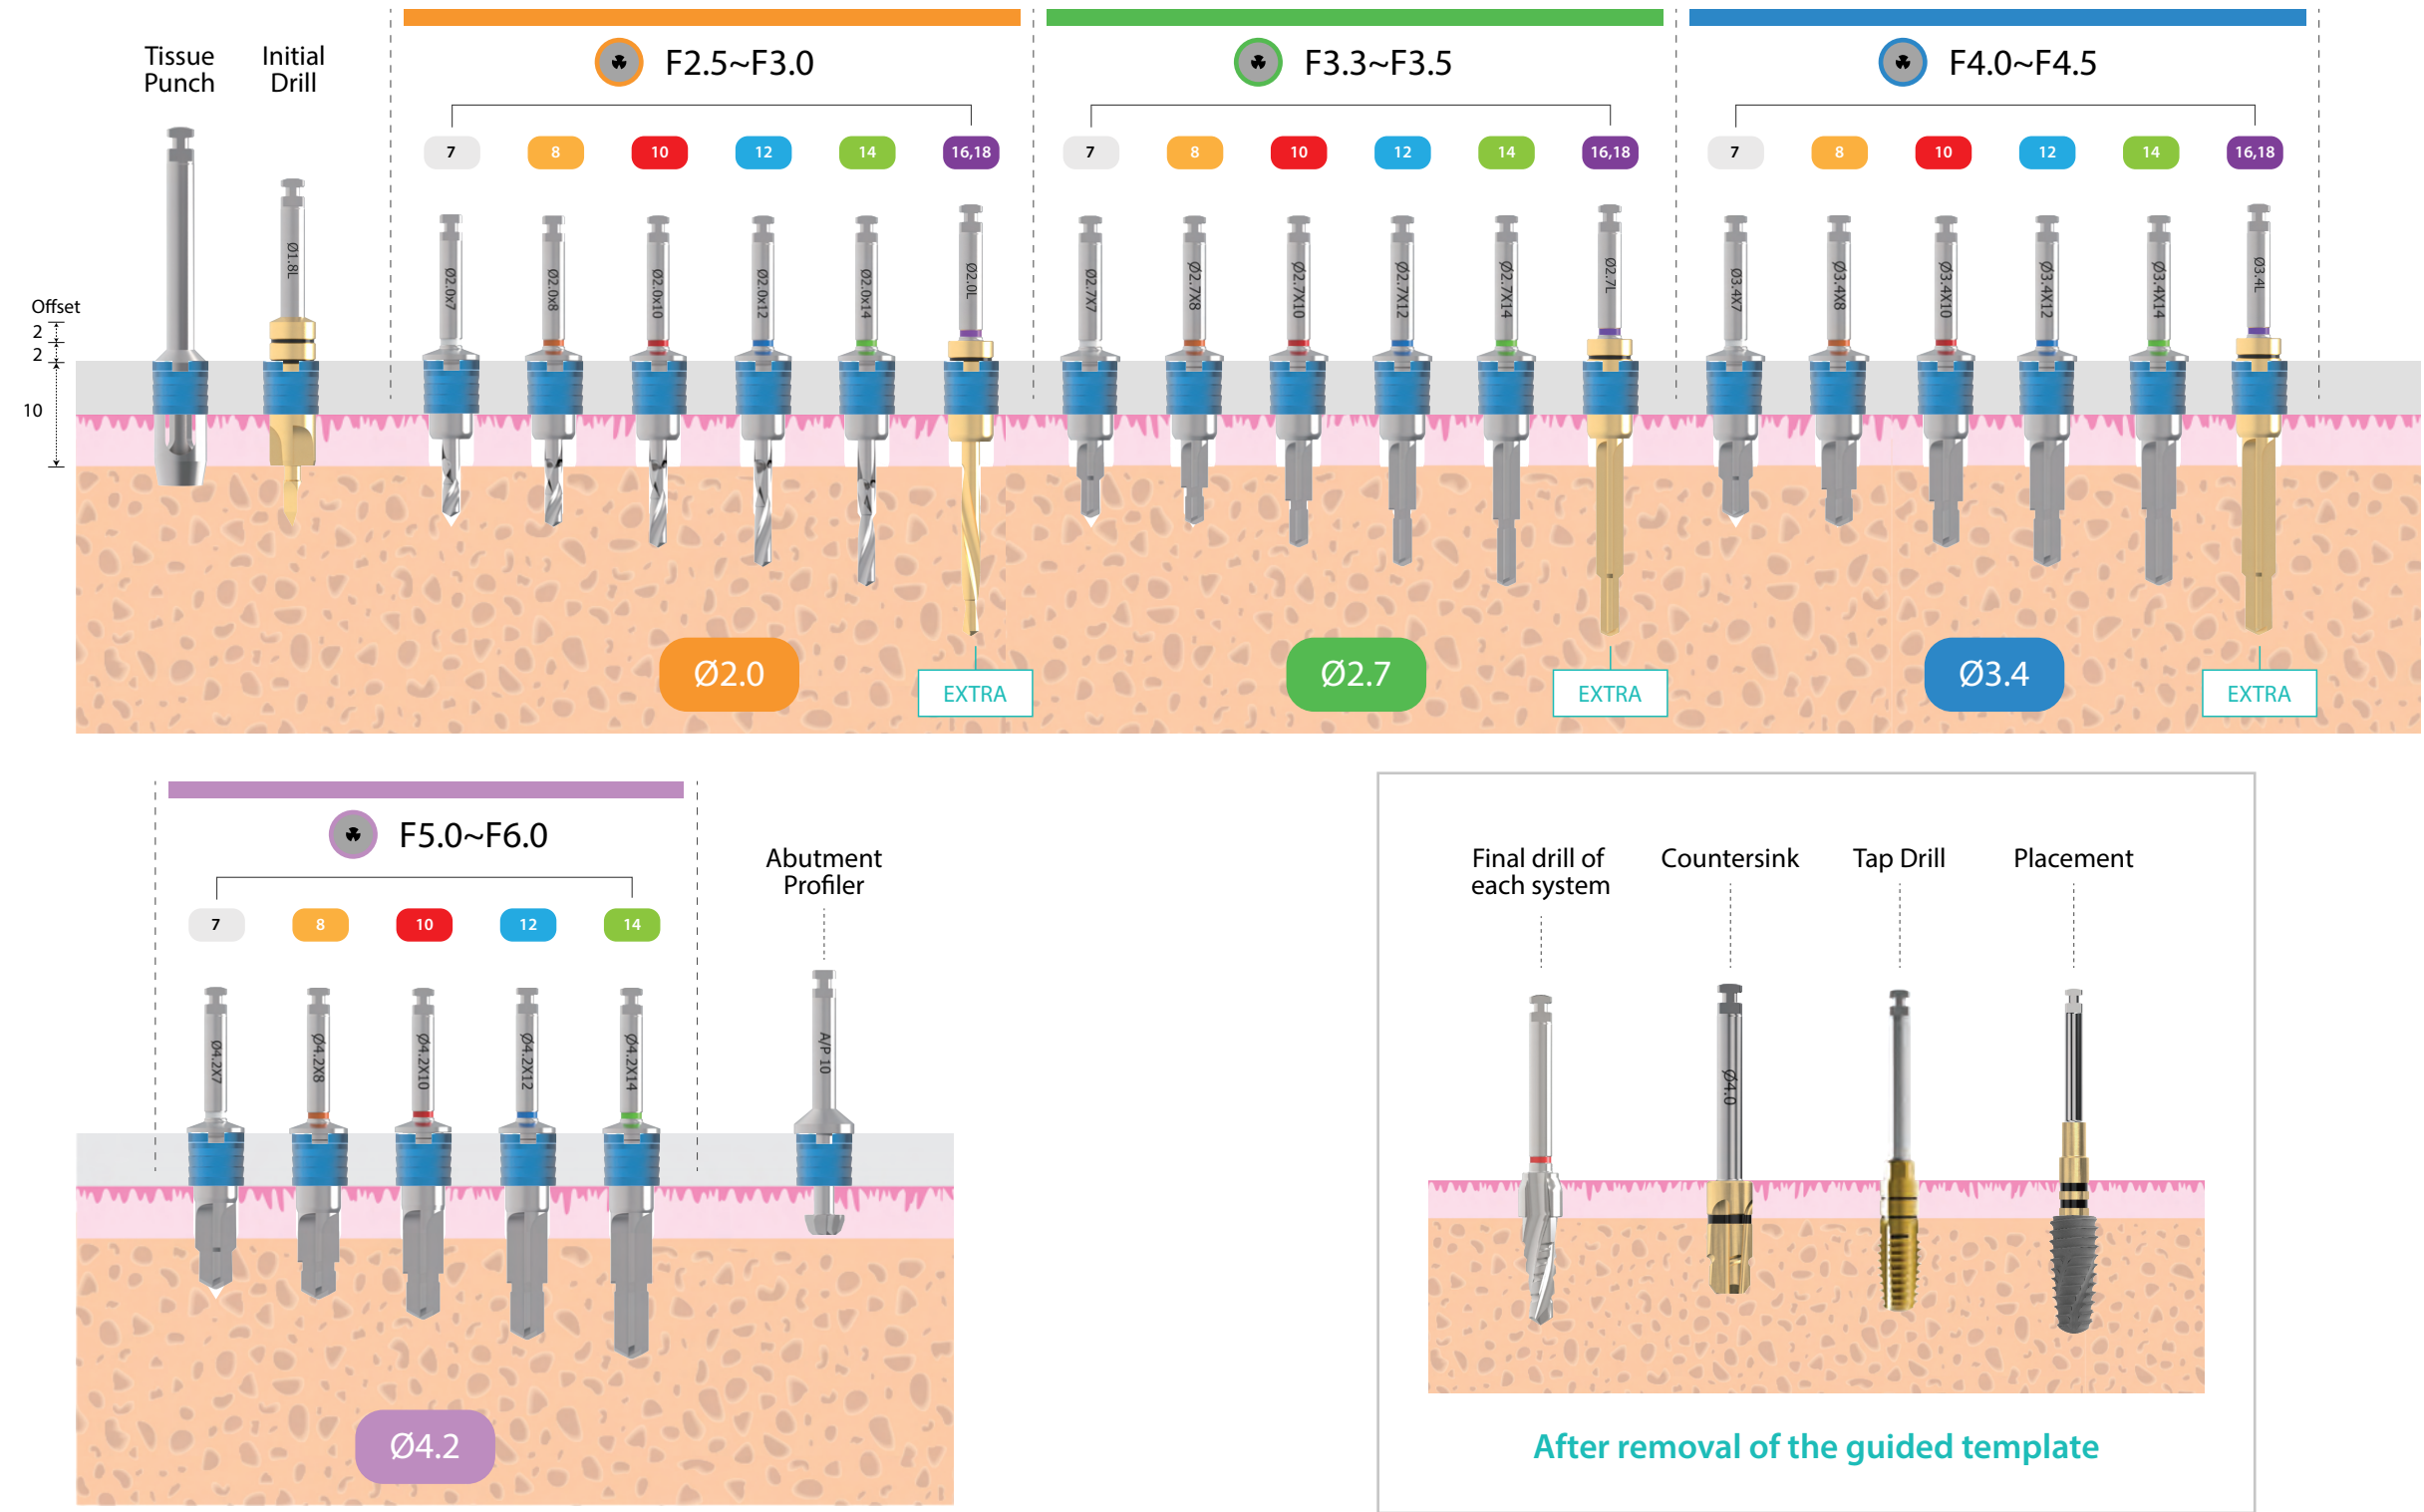 Tissue
Punch
Initial
Drill
F2.5~F3.0
F3.3~F3.5
F4.0~F4.5
7 8 10 12 14 16,18
7 8 10 12 14 16,18
7 8 10 12 14 16,18
Ø1.8L
Ø2.0x7
Ø2.0x8
Ø2.0x10
Ø2.0x12
Ø2.0x14
Ø2.0L
Ø2.7X7
Ø2.7X8
Ø2.7X10
Ø2.7X12
Ø2.7X14
Ø2.7L
Ø3.4X7
Ø3.4X8
Ø3.4X10
Ø3.4X12
Ø3.4X14
Ø3.4L
Offset
2
2
10
Ø2.0
EXTRA
Ø2.7
EXTRA
Ø3.4
EXTRA
F5.0~F6.0
7 8 10 12 14
Abutment
Profiler
Ø4.2X7
Ø4.2X8
Ø4.2X10
Ø4.2X12
Ø4.2X14
A/P 10
Ø4.2
Final drill of
each system
Countersink
Tap Drill
Placement
Ø4.0
After removal of the guided template